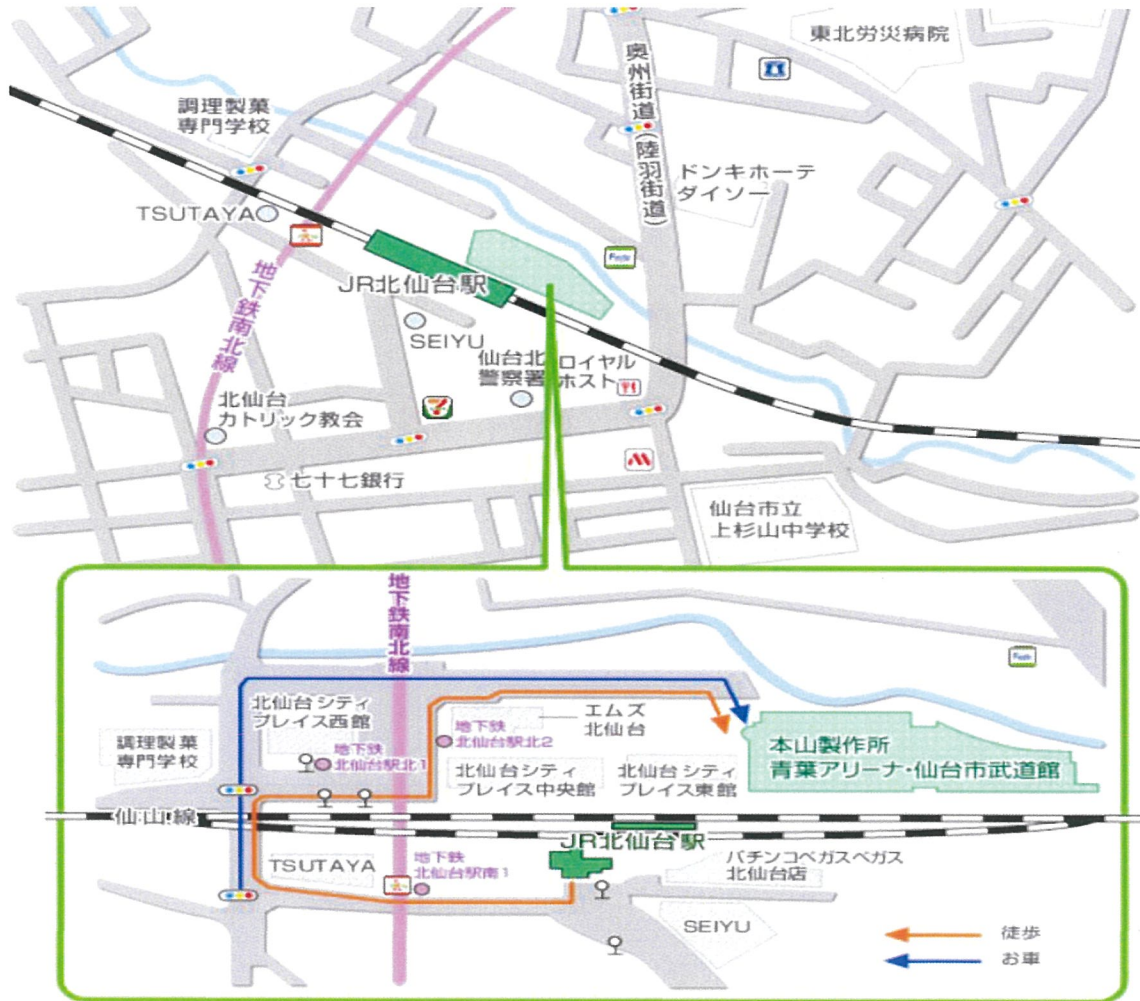 東北労災病院
奥州街道(陸羽街道)
調理製菓
専門学校
ドンキホーテ
ダイソー
TSUTAYA
JR北仙台駅
地下鉄南北線
SEIYU
仙台北
警察署
ロイヤル
ホスト
北仙台
カトリック教会
七十七銀行
仙台市立
上杉山中学校
地下鉄南北線
北仙台シティ
プレイス西館
エムズ
北仙台
地下鉄
北仙台駅北2
調理製菓
専門学校
地下鉄
北仙台駅北1
北仙台シティ
プレイス中央館
北仙台シティ
プレイス東館
本山製作所
青葉アリーナ・仙台市武道館
仙山線
JR北仙台駅
TSUTAYA
地下鉄
北仙台駅南1
パチンコベガスベガス
北仙台店
SEIYU
徒歩
お車